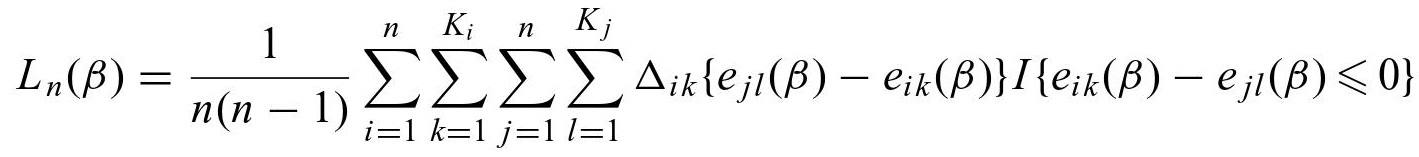 L_n(β) = \frac{1}{n(n − 1)} \sum_{i=1}^{n} \sum_{k=1}^{K_i} \sum_{j=1}^{n} \sum_{l=1}^{K_j} Δ_{ik}\{e_{jl}(β) − e_{ik}(β)\}I\{e_{ik}(β) − e_{jl}(β) ⩽ 0\}